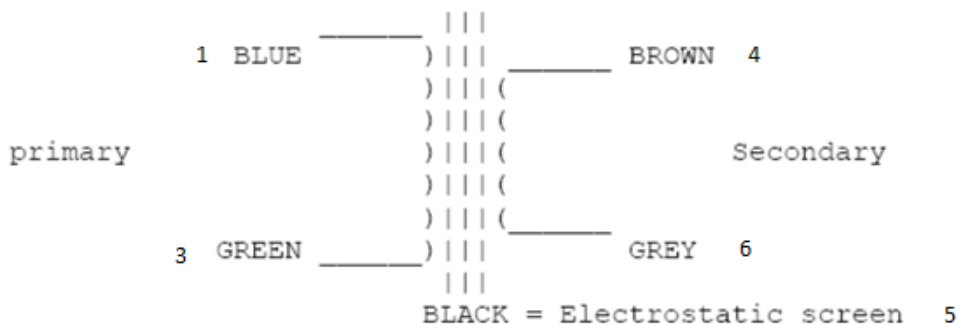 1 BLUE
BROWN 4
primary
Secondary
3 GREEN
GREY 6
BLACK = Electrostatic screen 5